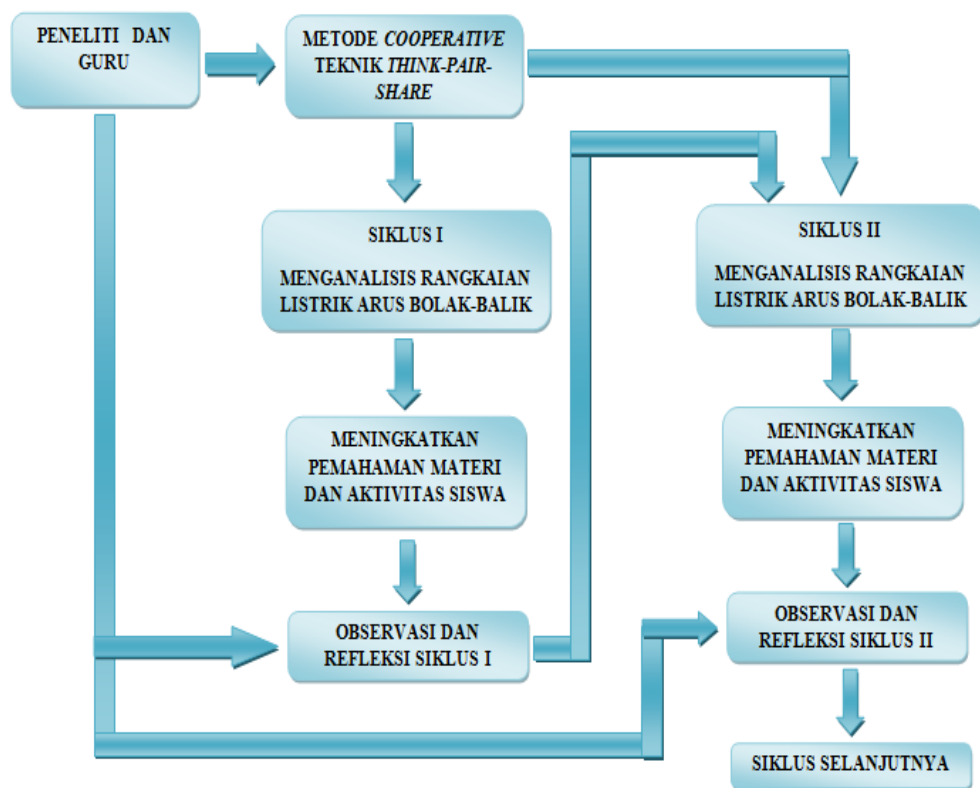 PENELITI DAN
GURU
METODE COOPERATIVE
TEKNIK THINK-PAIR-
SHARE
SIKLUS I
MENGANALISIS RANGKAIAN
LISTRIK ARUS BOLAK-BALIK
MENINGKATKAN
PEMAHAMAN MATERI
DAN AKTIVITAS SISWA
OBSERVASI DAN
REFLEKSI SIKLUS I
SIKLUS II
MENGANALISIS RANGKAIAN
LISTRIK ARUS BOLAK-BALIK
MENINGKATKAN
PEMAHAMAN MATERI
DAN AKTIVITAS SISWA
OBSERVASI DAN
REFLEKSI SIKLUS II
SIKLUS SELANJUTNYA